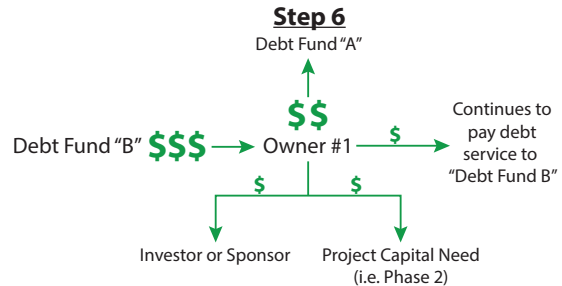 Step 6
Debt Fund “A”
$$
Debt Fund “B” $$$
Owner #1
$
Continues to
pay debt
service to
“Debt Fund B”
$
$
Investor or Sponsor
Project Capital Need
(i.e. Phase 2)